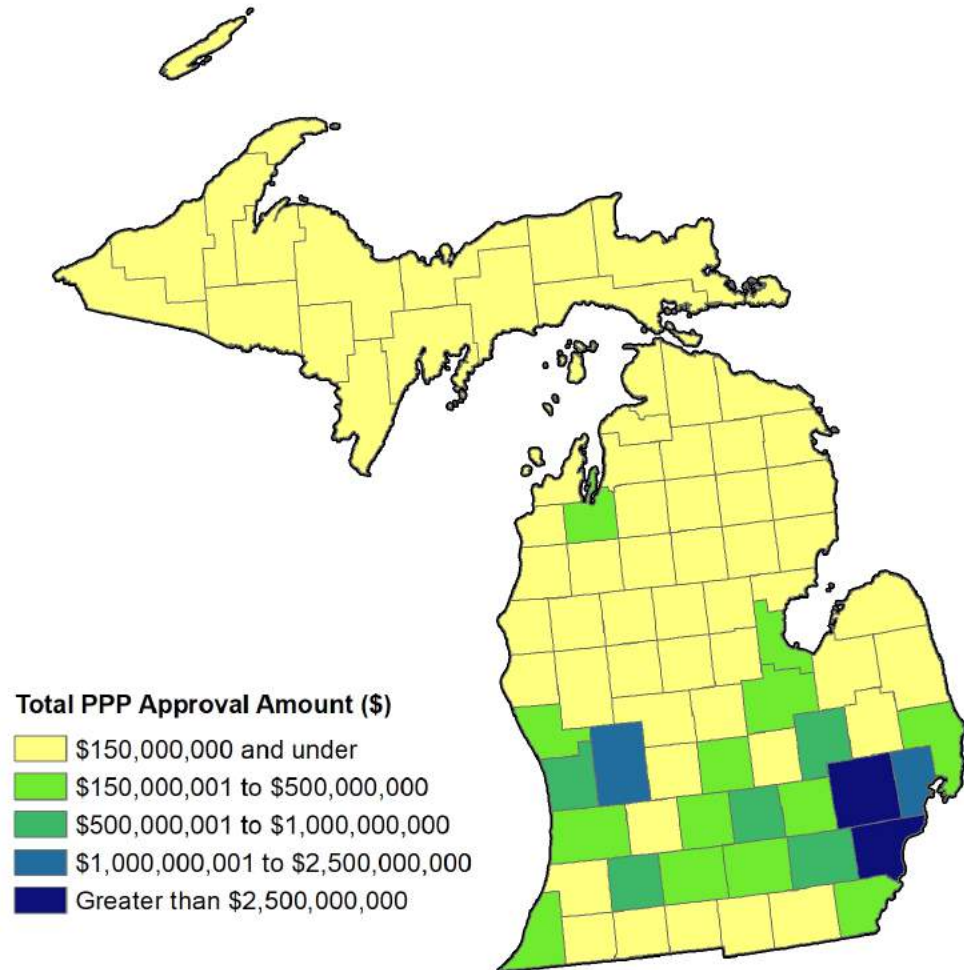 Total PPP Approval Amount ($)
$150,000,000 and under
$150,000,001 to $500,000,000
$500,000,001 to $1,000,000,000
$1,000,000,001 to $2,500,000,000
Greater than $2,500,000,000